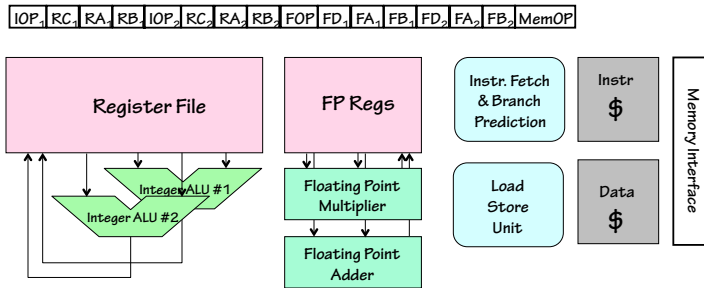 IOP₁ RC₁ RA₁ RB₁ IOP₂ RC₂ RA₂ RB₂ FOP FD₁ FA₁ FB₁ FD₂ FA₂ FB₂ MemOP
Register File
FP Regs
Instr. Fetch
& Branch
Prediction
Instr
$
Memory Interface
Integer ALU #1
Integer ALU #2
Floating Point
Multiplier
Load
Store
Unit
Data
$
Floating Point
Adder